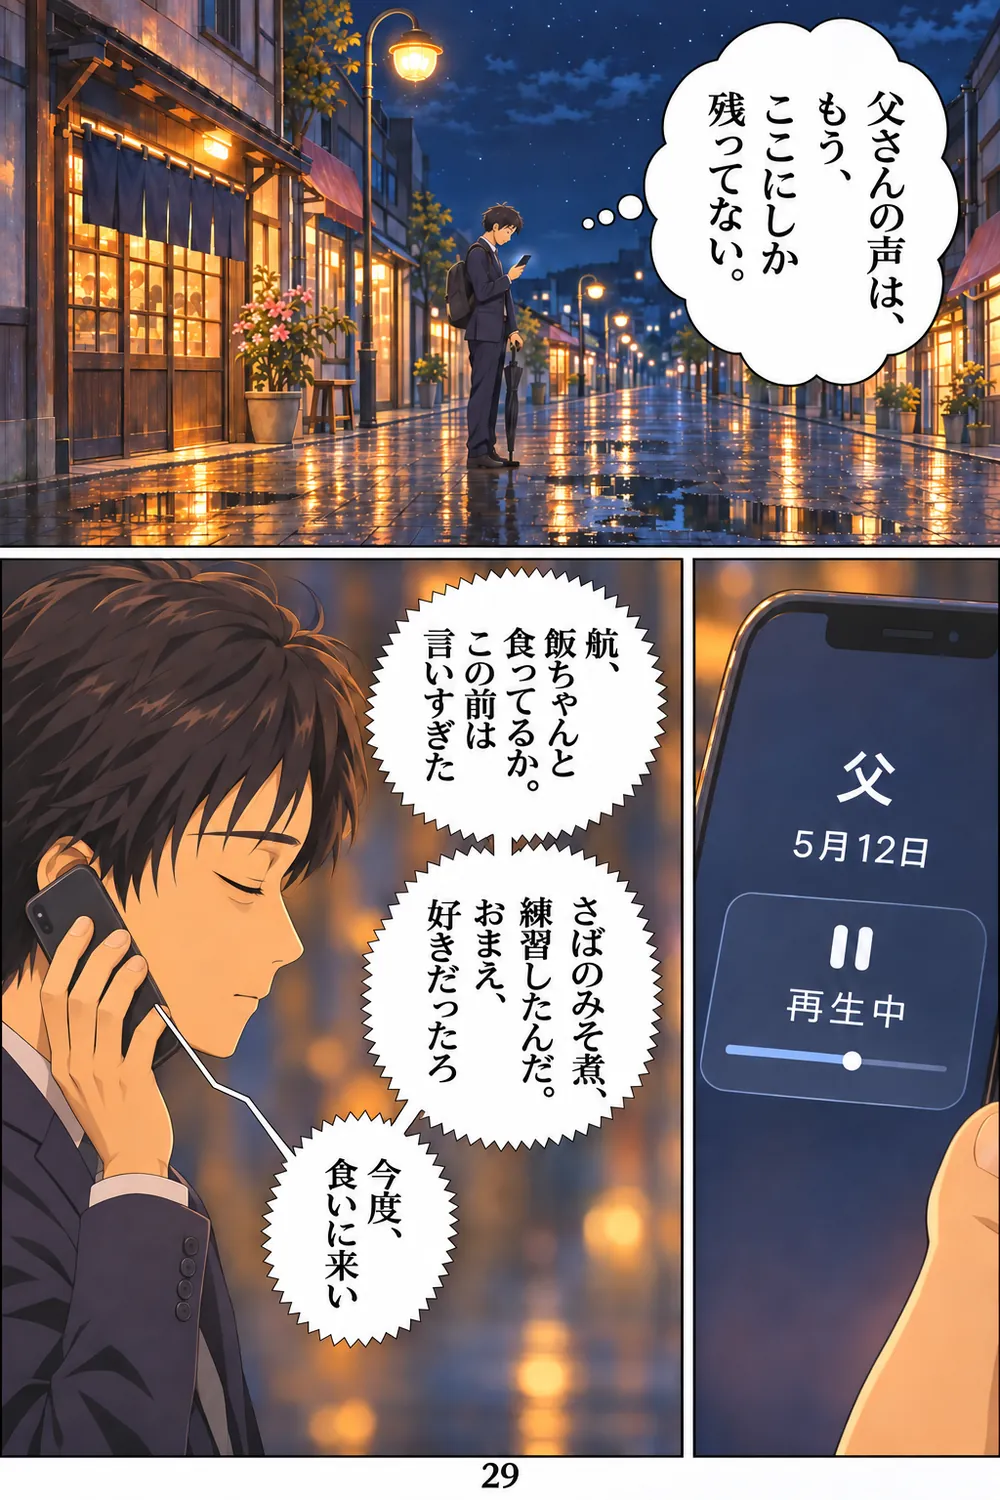 父さんの声は、
もう、
ここにしか
残ってない。
父
5月12日
再生中
航、
飯ちゃんと
食ってるか。
この前は
言いすぎた
さばのみそ煮、
練習したんだ。
おまえ、
好きだったろ
今度、
食いに来い
29